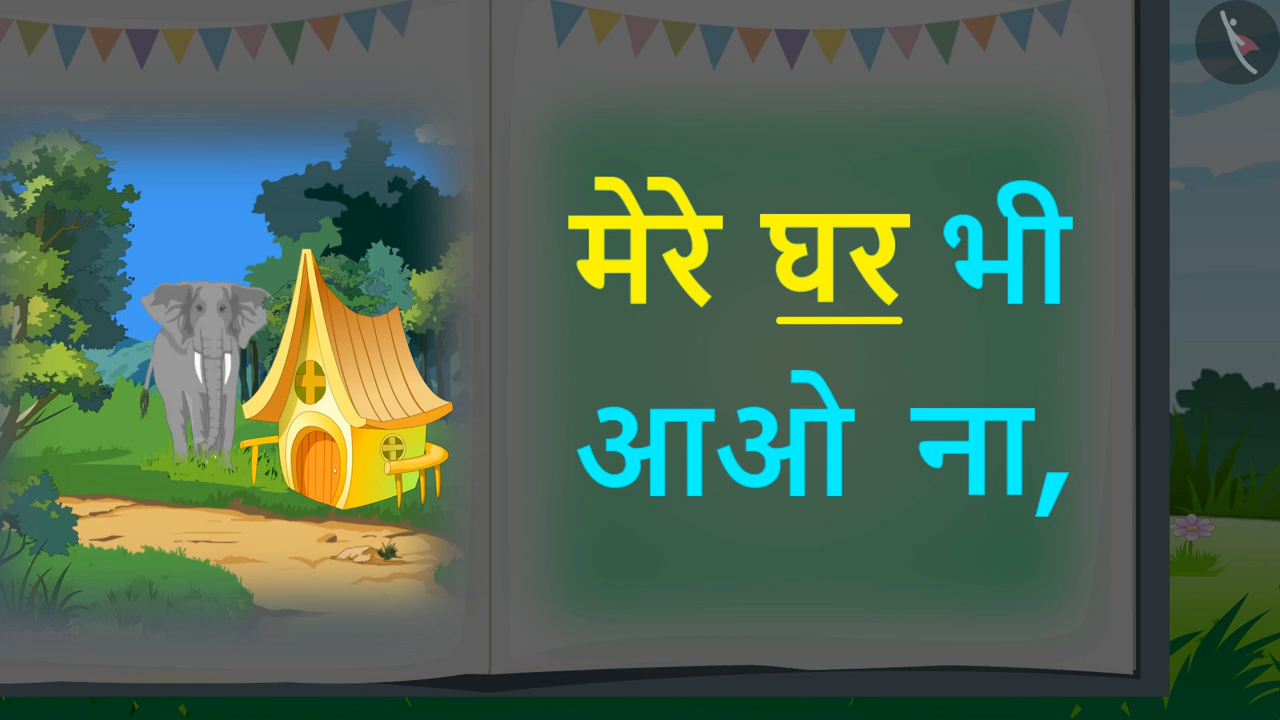 मेरे घर भी
आओ ना,